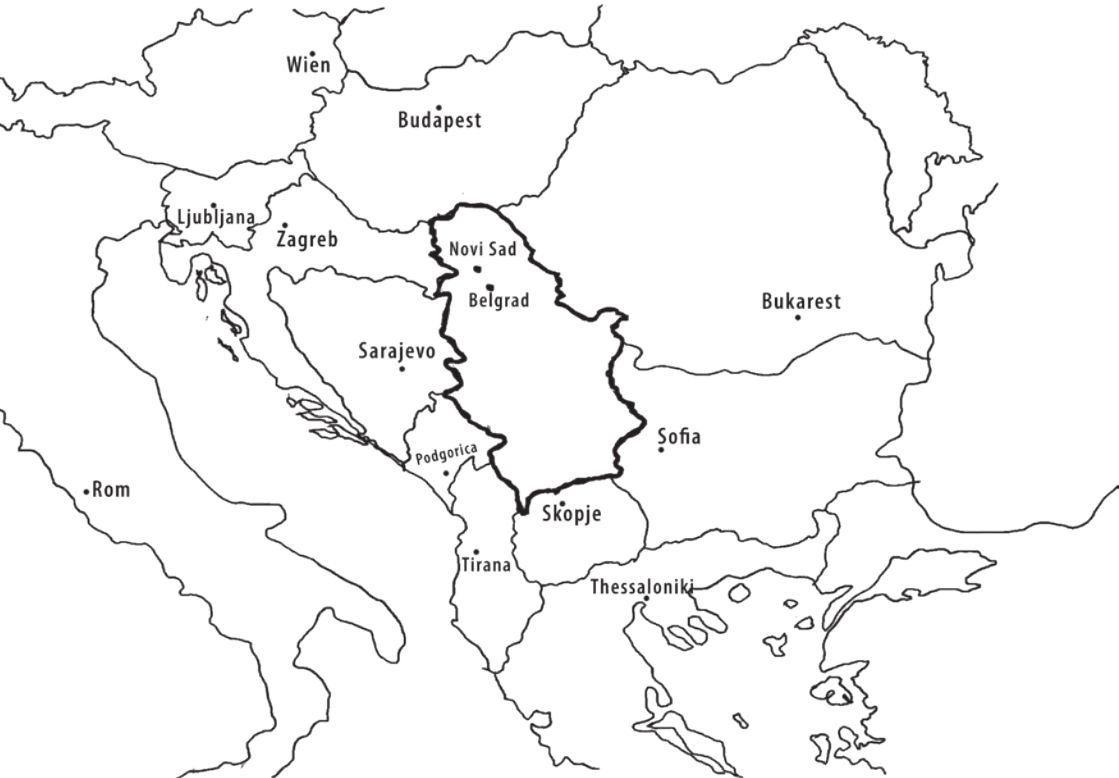 Wien
Budapest
Ljubljana
Zagreb
Novi Sad
Belgrad
Bukarest
Sarajevo
Sofia
Podgorica
Rom
Skopje
Tirana
Thessaloniki